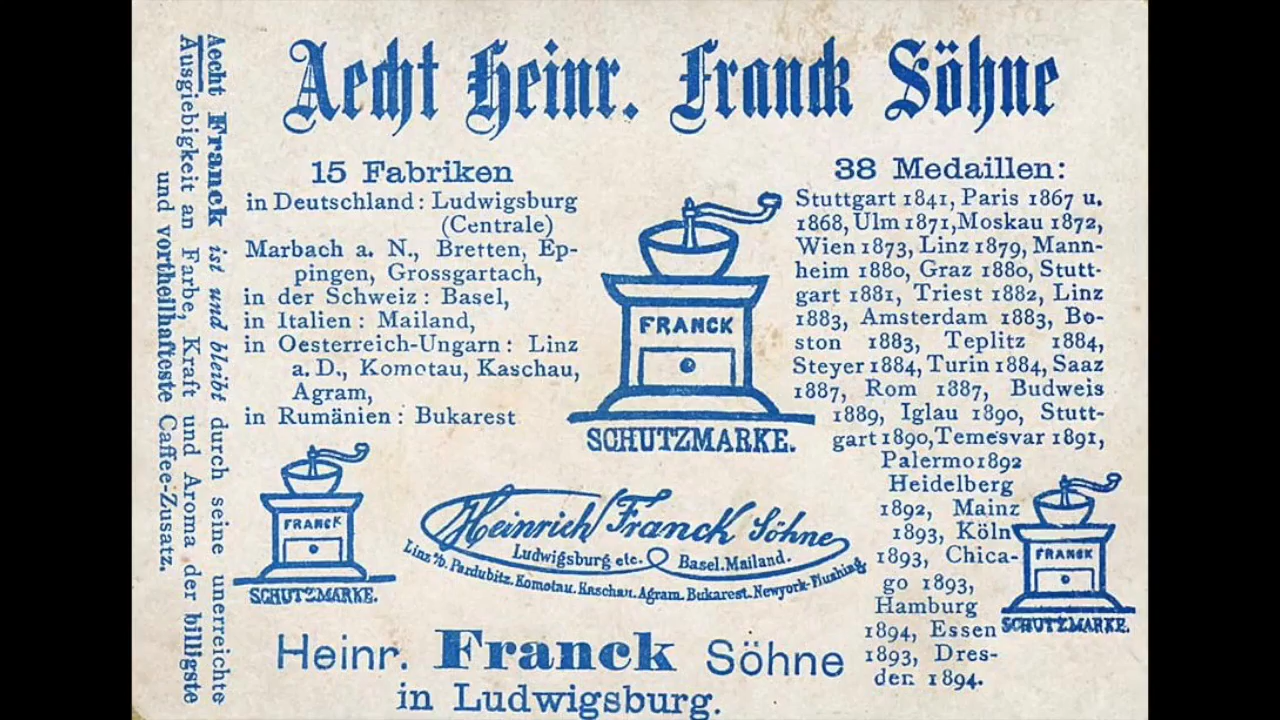 Aecht Heinr. Franck Söhne
Aecht Franck ist und bleibt durch seine unerreichte
Ausgiebigkeit an Farbe, Kraft und Aroma der billigste
und vortheilhafteste Caffee-Zusatz.
15 Fabriken
in Deutschland: Ludwigsburg
(Centrale)
Marbach a. N., Bretten, Ep-
pingen, Grossgartach,
in der Schweiz: Basel,
in Italien: Mailand,
in Oesterreich-Ungarn: Linz
a. D., Komotau, Kaschau,
Agram,
in Rumänien: Bukarest
FRANCK
SCHUTZMARKE.
38 Medaillen:
Stuttgart 1841, Paris 1867 u.
1868, Ulm 1871, Moskau 1872,
Wien 1873, Linz 1879, Mann-
heim 1880, Graz 1880, Stutt-
gart 1881, Triest 1882, Linz
1883, Amsterdam 1883, Bo-
ston 1883, Teplitz 1884,
Steyer 1884, Turin 1884, Saaz
1887, Rom 1887, Budweis
1889, Iglau 1890, Stutt-
gart 1890, Temesvar 1891,
Palermo 1892
Heidelberg
1892, Mainz
1893, Köln
1893, Chica-
go 1893,
Hamburg
1894, Essen
1893, Dres-
den 1894.
FRANCK
SCHUTZMARKE.
Heinrich Franck Söhne
Ludwigsburg etc. Basel. Mailand.
Linz a/D. Pardubitz. Komotau. Kaschau. Agram. Bukarest. Newyork-Flushing.
FRANCK
SCHUTZMARKE.
Heinr. Franck Söhne
in Ludwigsburg.